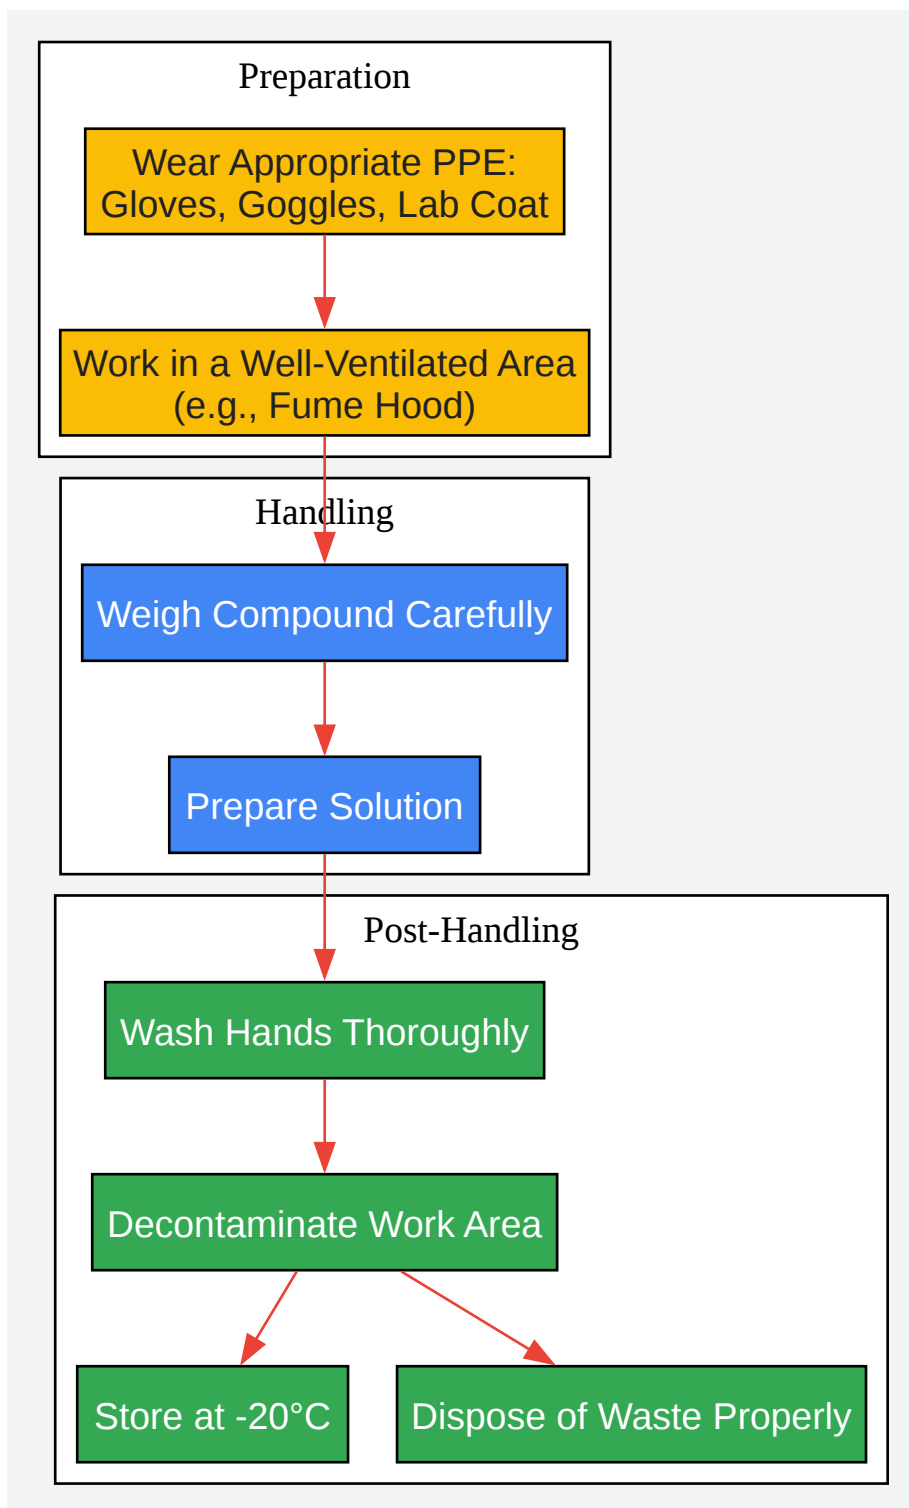 Preparation
Wear Appropriate PPE:
Gloves, Goggles, Lab Coat
Work in a Well-Ventilated Area
(e.g., Fume Hood)
Handling
Weigh Compound Carefully
Prepare Solution
Post-Handling
Wash Hands Thoroughly
Decontaminate Work Area
Store at -20°C
Dispose of Waste Properly